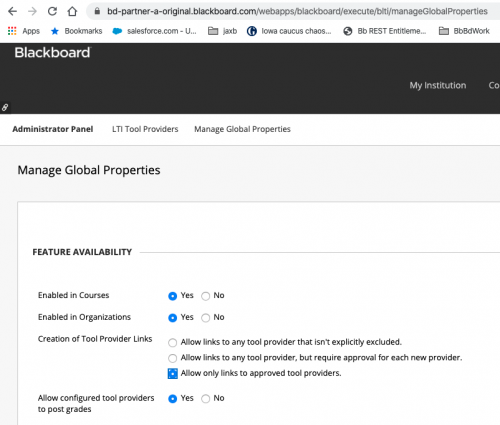 bd-partner-a-original.blackboard.com/webapps/blackboard/execute/blti/manageGlobalProperties
Apps Bookmarks salesforce.com - U... jaxb Iowa caucus chaos... Bb REST Entitleme... BbBdWork
Blackboard
My Institution Co
Administrator Panel LTI Tool Providers Manage Global Properties
Manage Global Properties
FEATURE AVAILABILITY
Enabled in Courses Yes No
Enabled in Organizations Yes No
Creation of Tool Provider Links Allow links to any tool provider that isn't explicitly excluded.
Allow links to any tool provider, but require approval for each new provider.
Allow only links to approved tool providers.
Allow configured tool providers Yes No
to post grades